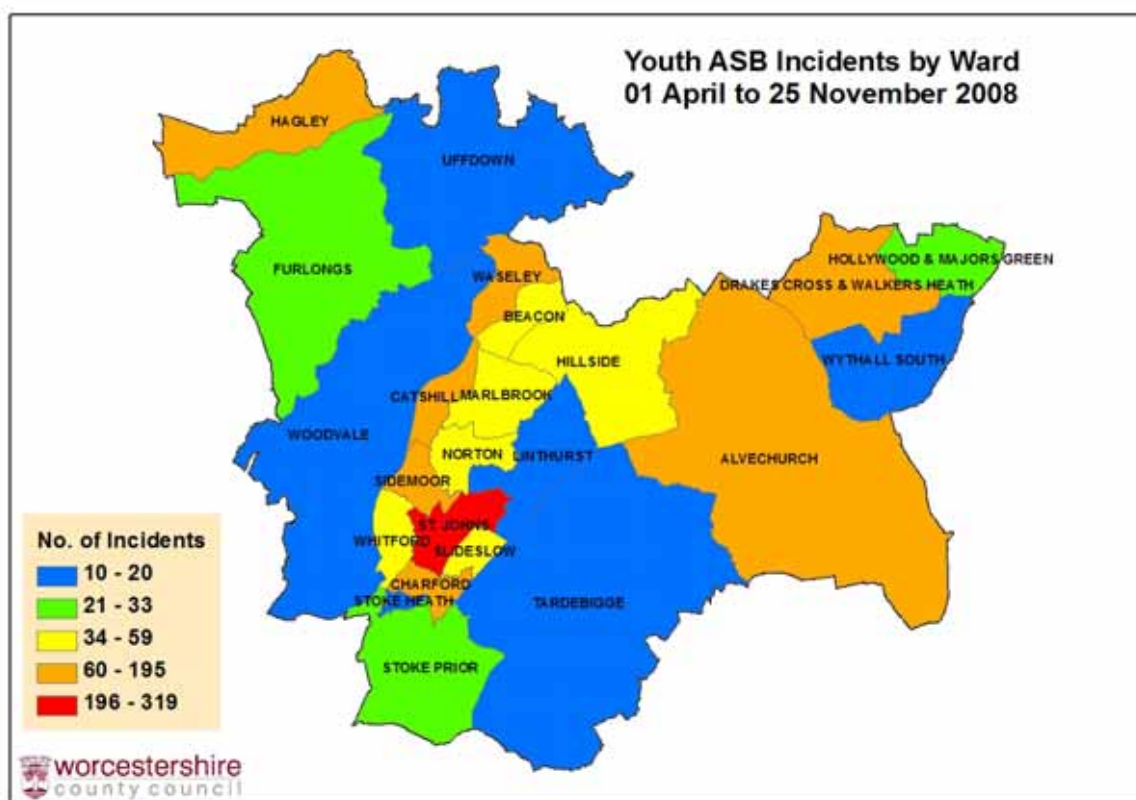 Youth ASB Incidents by Ward
01 April to 25 November 2008
HAGLEY
UFFDOWN
FURLONGS
WASELEY
HOLLYWOOD & MAJORS GREEN
DRAKES CROSS & WALKERS HEATH
BEACON
HILLSIDE
WYTHALL SOUTH
CATSHILL
MARLBROOK
WOODVALE
NORTON
LINTHURST
ALVECHURCH
SIDEMOOR
ST. JOHNS
WHITFORD
SLIDESLOW
CHARFORD
STOKE HEATH
TARDEBIGGE
STOKE PRIOR
No. of Incidents
10 - 20
21 - 33
34 - 59
60 - 195
196 - 319
worcestershire
county council